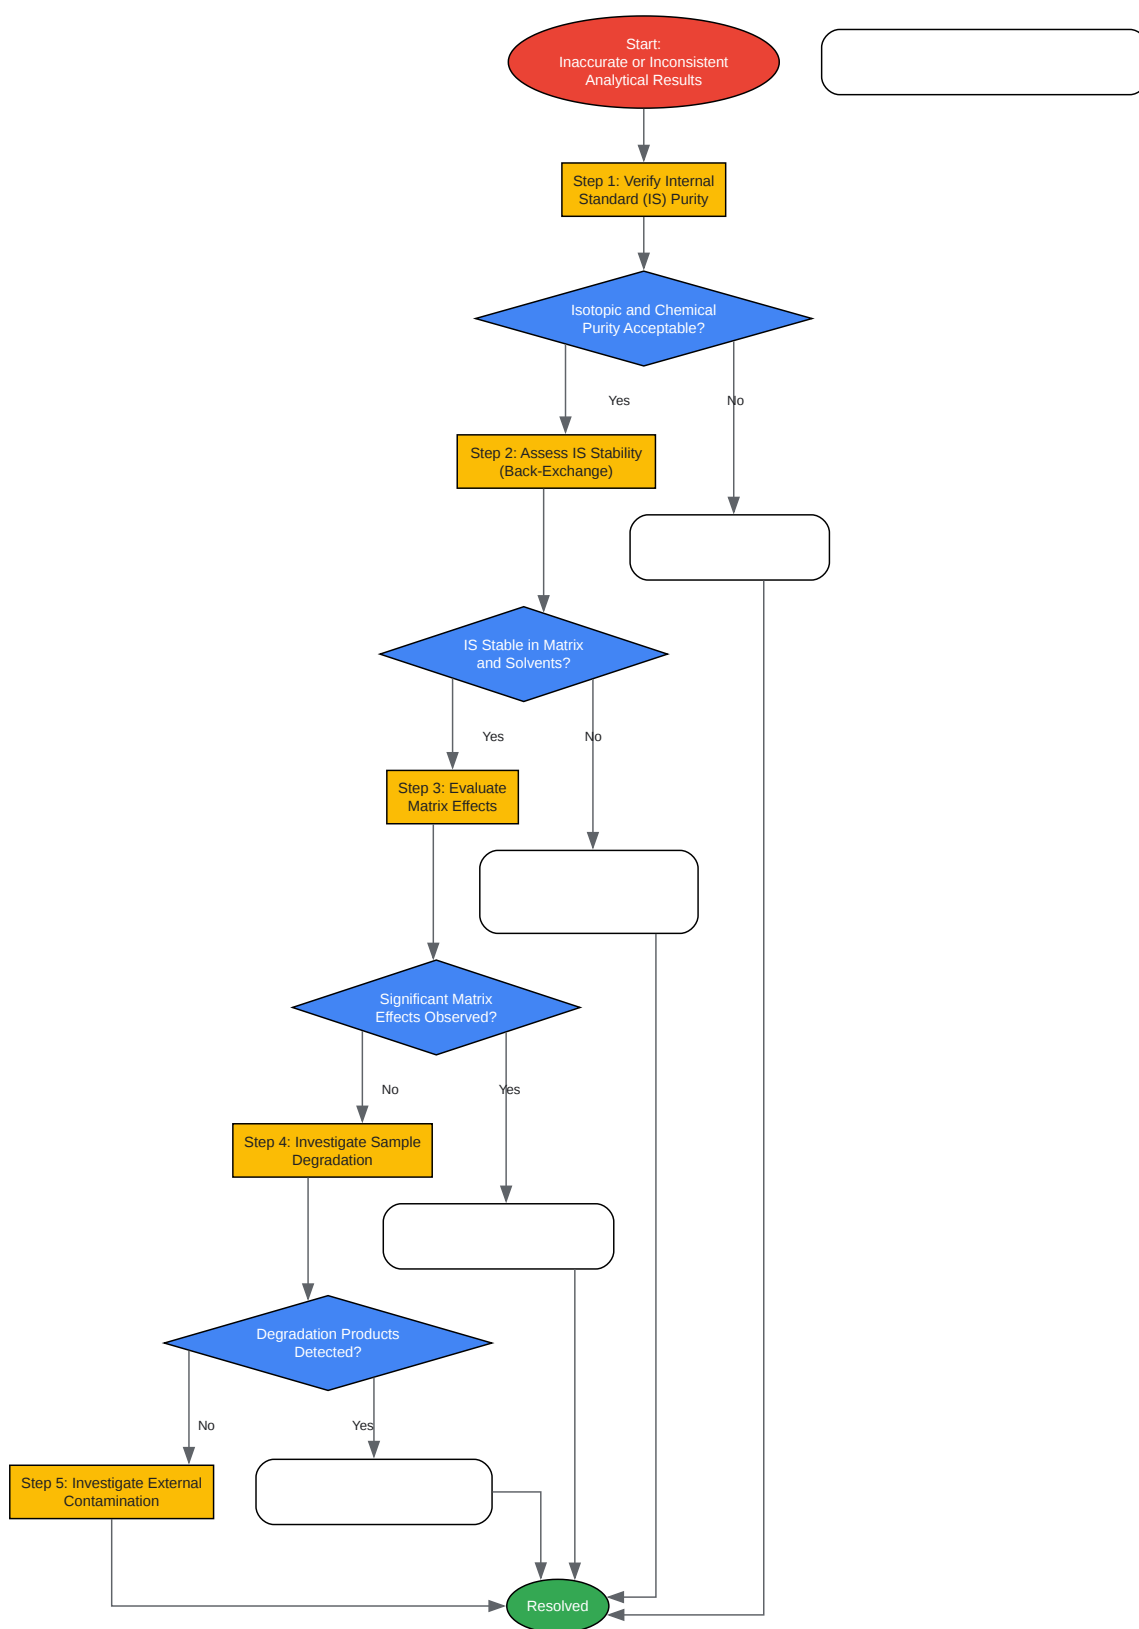 Start:
Inaccurate or Inconsistent
Analytical Results
Step 1: Verify Internal
Standard (IS) Purity
Isotopic and Chemical
Purity Acceptable?
Yes
No
Step 2: Assess IS Stability
(Back-Exchange)
IS Stable in Matrix
and Solvents?
Yes
No
Step 3: Evaluate
Matrix Effects
Significant Matrix
Effects Observed?
No
Yes
Step 4: Investigate Sample
Degradation
Degradation Products
Detected?
No
Yes
Step 5: Investigate External
Contamination
Resolved